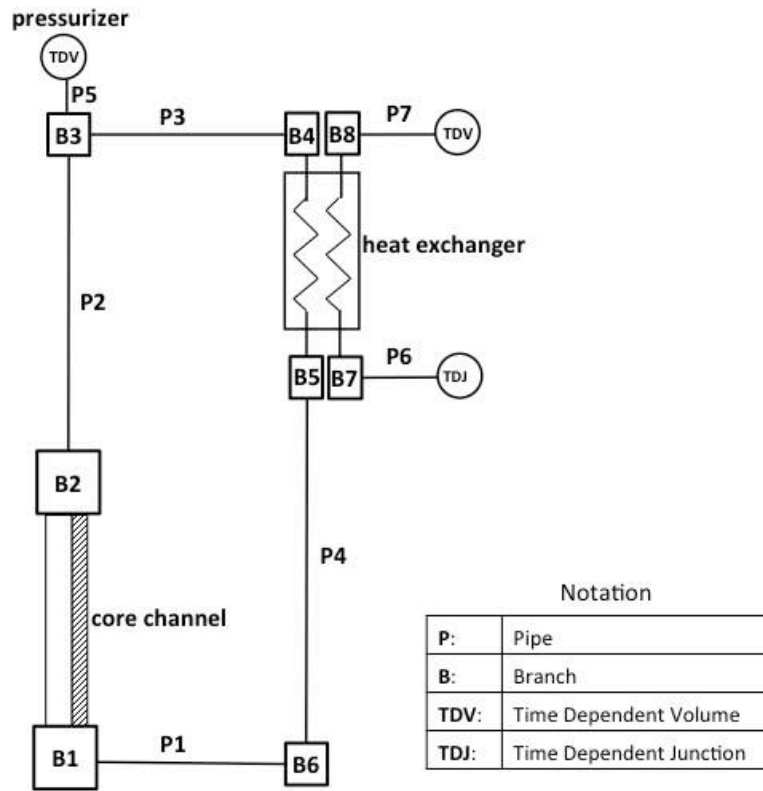 pressurizer
TDV
P5
B3
P3
B4
B8
P7
TDV
heat exchanger
P2
B5
B7
P6
TDJ
B2
P4
core channel
B1
P1
B6
Notation
P: Pipe
B: Branch
TDV: Time Dependent Volume
TDJ: Time Dependent Junction